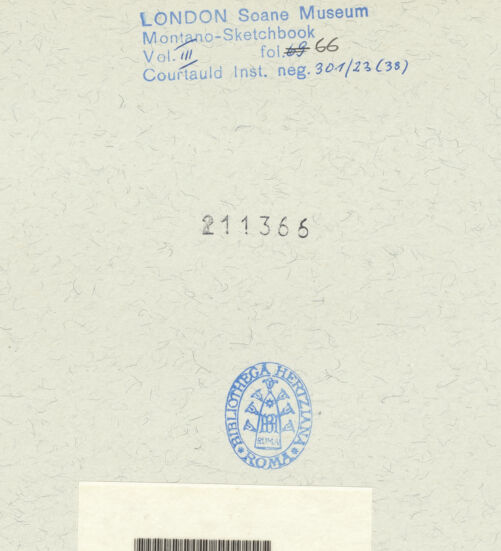 LONDON Soane Museum
Montano-Sketchbook
Vol. III fol. 69 66
Courtauld Inst. neg. 301/23 (38)
211366
BIBLIOTHECA HERTZIANA
ROMA
ROMA